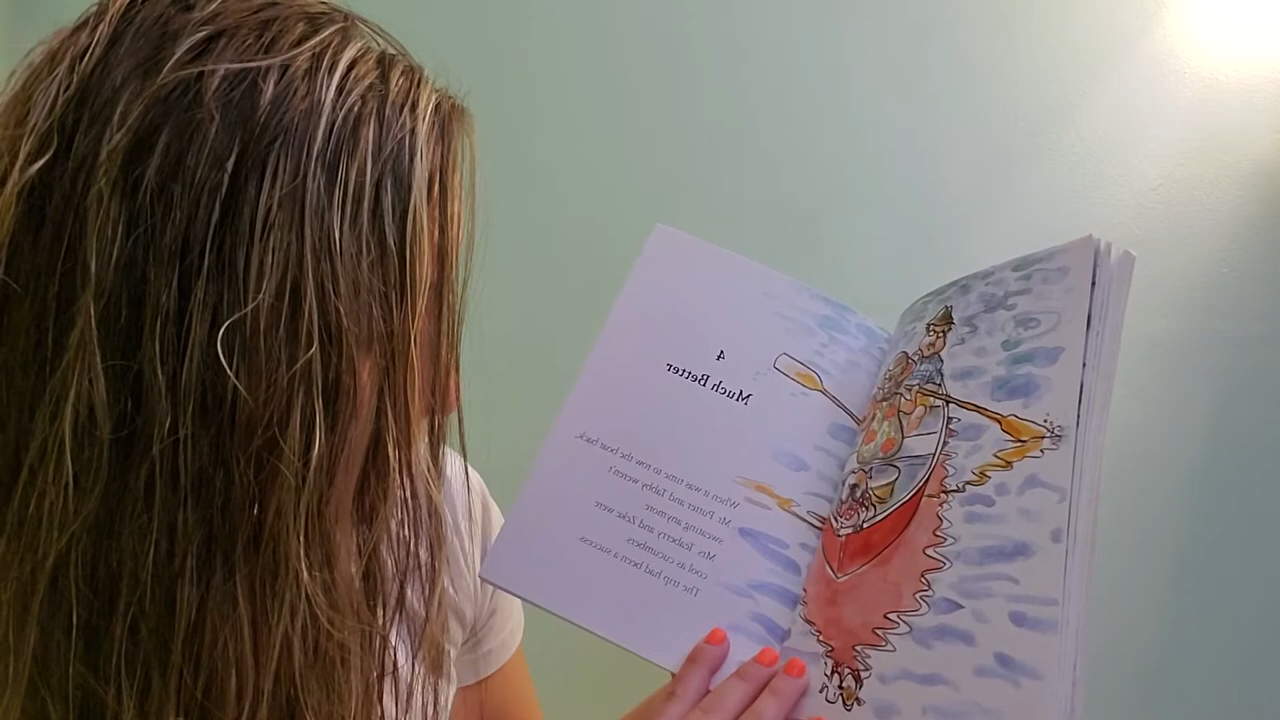 4
Much Better
When it was time to row the boat back,
Mr. Putter and Tabby weren't
sweating anymore.
Mrs. Teaberry and Zeke were
cool as cucumbers.
The trip had been a success.